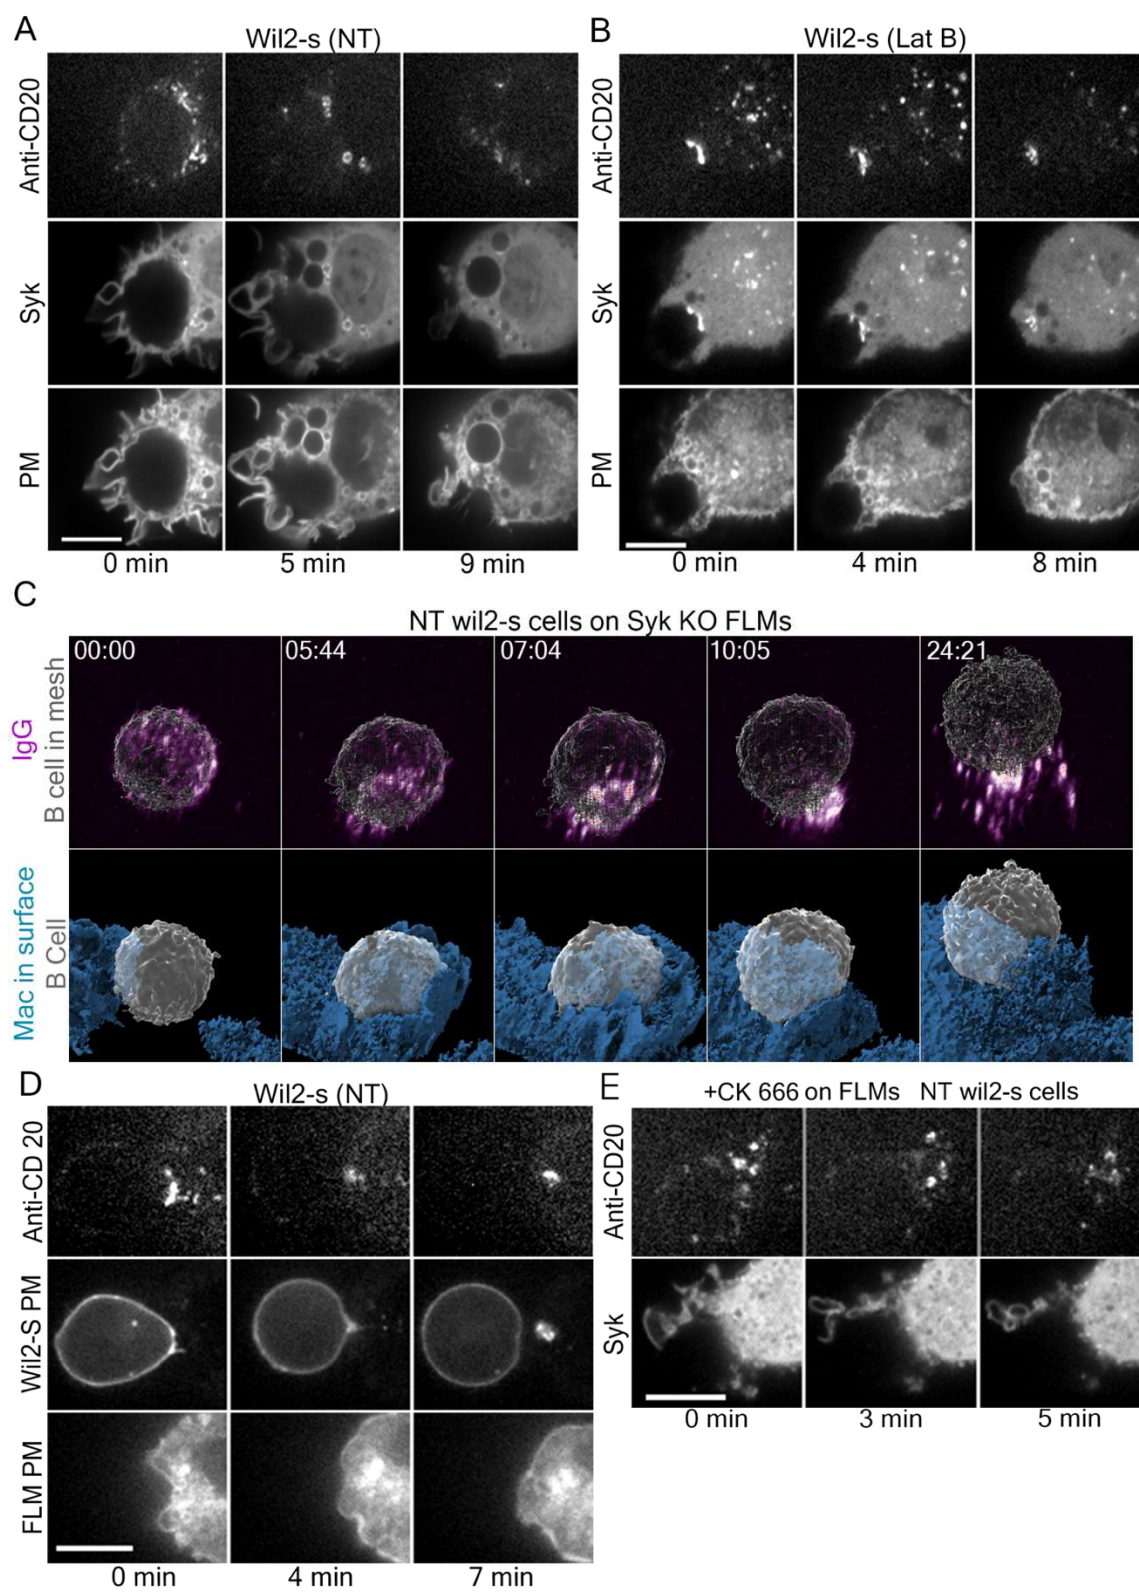 A
Wil2-s (NT)
Anti-CD20
Syk
PM
0 min 5 min 9 min
B
Wil2-s (Lat B)
Anti-CD20
Syk
PM
0 min 4 min 8 min
C
NT wil2-s cells on Syk KO FLMs
IgG
B cell in mesh
00:00 05:44 07:04 10:05 24:21
Mac in surface
B Cell
D
Wil2-s (NT)
Anti-CD 20
Wil2-S PM
FLM PM
0 min 4 min 7 min
E
+CK 666 on FLMs NT wil2-s cells
Anti-CD20
Syk
0 min 3 min 5 min